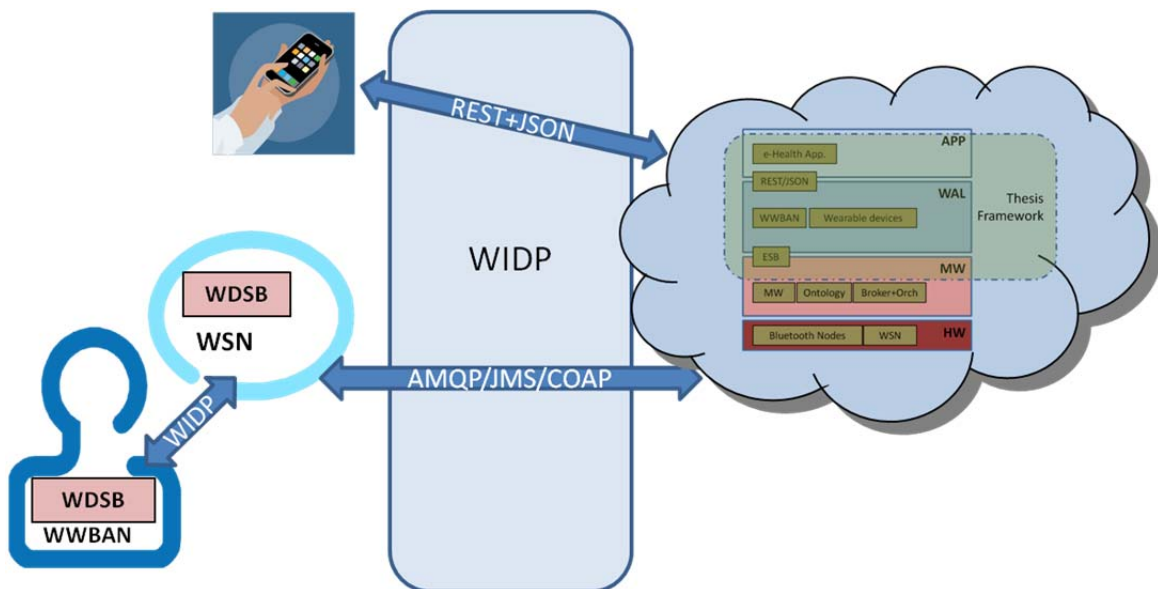 REST+JSON
WIDP
AMQP/JMS/COAP
WDSB
WSN
WIDP
WDSB
WWBAN
APP
e-Health App.
REST/JSON
WAL
WWBAN
Wearable devices
Thesis
Framework
ESB
MW
MW
Ontology
Broker+Orch
HW
Bluetooth Nodes
WSN